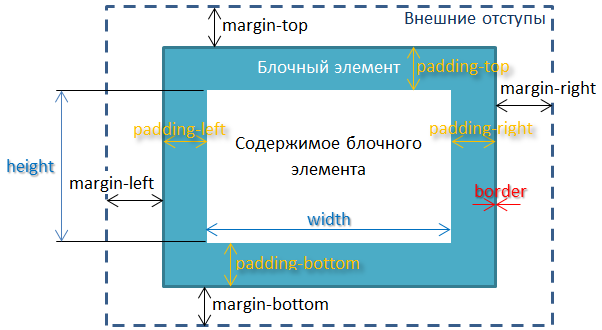 Внешние отступы
margin-top
Блочный элемент
padding-top
margin-right
padding-left
padding-right
Содержимое блочного
элемента
height
margin-left
border
width
padding-bottom
margin-bottom